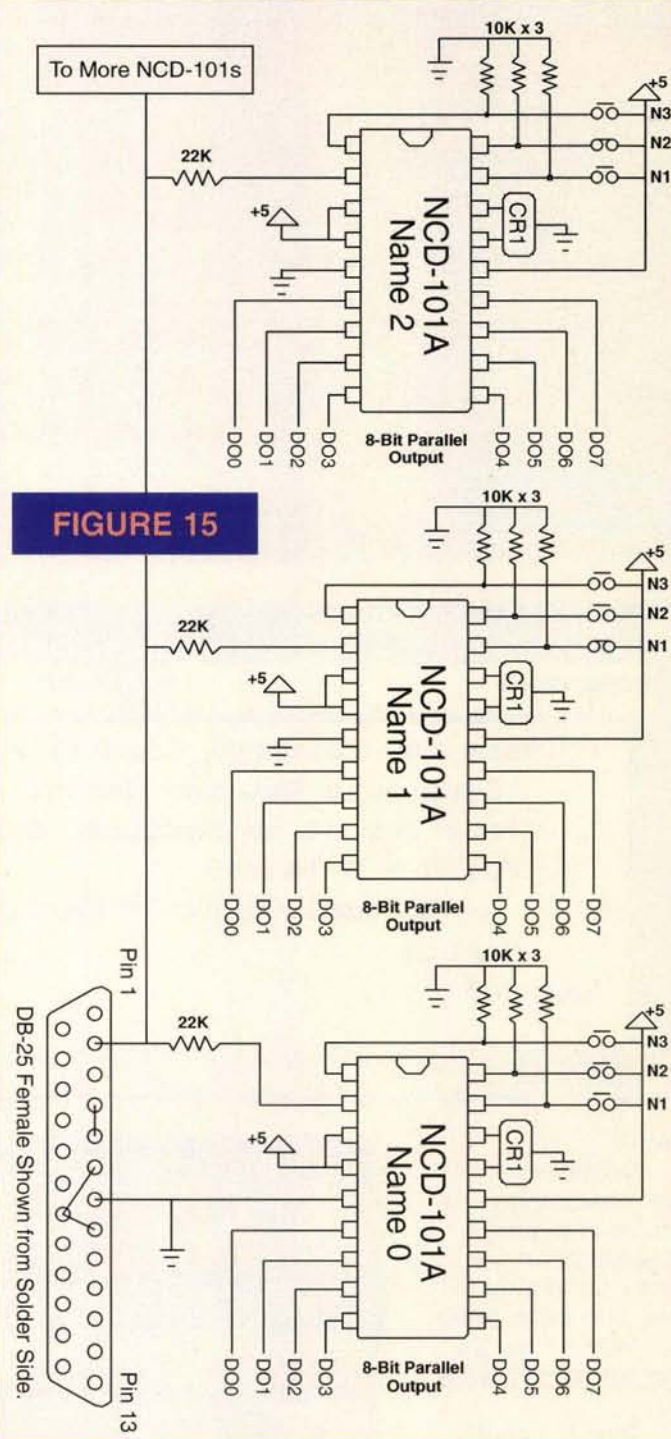 To More NCD-101s
10K x 3
+5
N3
N2
N1
22K
+5
CR1
NCD-101A
Name 2
DO0
DO1
DO2
DO3
8-Bit Parallel
Output
DO4
DO5
DO6
DO7
FIGURE 15
10K x 3
+5
N3
N2
N1
22K
+5
CR1
NCD-101A
Name 1
DO0
DO1
DO2
DO3
8-Bit Parallel
Output
DO4
DO5
DO6
DO7
10K x 3
+5
N3
N2
N1
22K
+5
CR1
NCD-101A
Name 0
DO0
DO1
DO2
DO3
8-Bit Parallel
Output
DO4
DO5
DO6
DO7
Pin 1
Pin 13
DB-25 Female Shown from Solder Side.